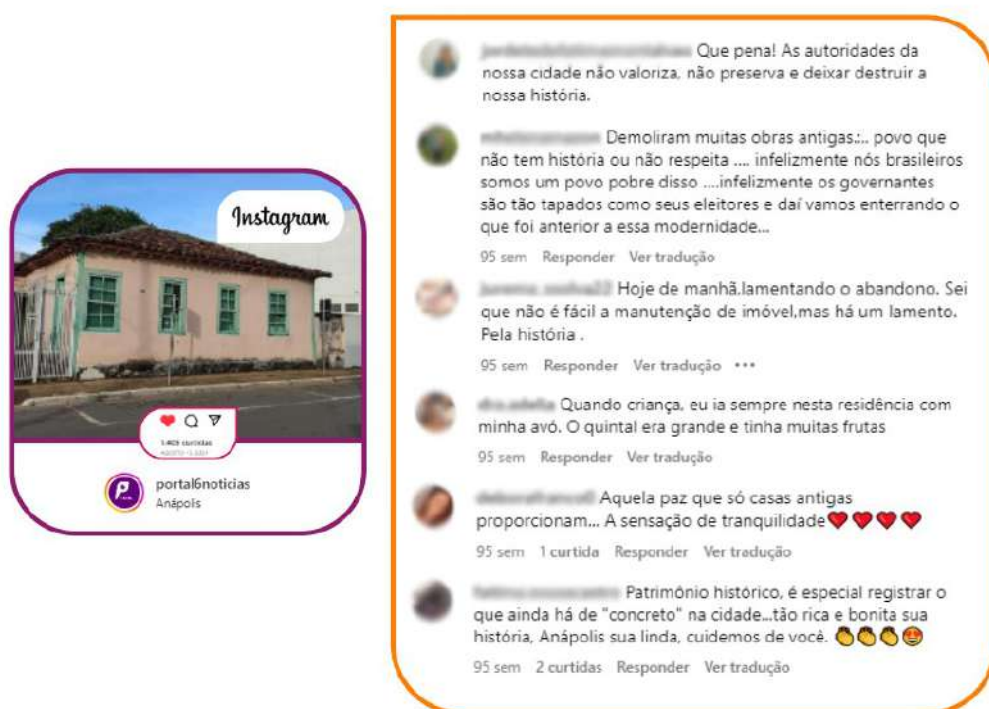 Instagram
1.403 curtidas
portal6noticias
Anápolis
Que pena! As autoridades da
nossa cidade não valoriza, não preserva e deixar destruir a
nossa história.
Demoliram muitas obras antigas.:.. povo que
não tem história ou não respeita .... infelizmente nós brasileiros
somos um povo pobre disso ....infelizmente os governantes
são tão tapados como seus eleitores e daí vamos enterrando o
que foi anterior a essa modernidade...
95 sem Responder Ver tradução
Hoje de manhã.lamentando o abandono. Sei
que não é fácil a manutenção de imóvel,mas há um lamento.
Pela história .
95 sem Responder Ver tradução •••
Quando criança, eu ia sempre nesta residência com
minha avó. O quintal era grande e tinha muitas frutas
95 sem Responder Ver tradução
Aquela paz que só casas antigas
proporcionam... A sensação de tranquilidade❤️❤️❤️❤️
95 sem 1 curtida Responder Ver tradução
Patrimônio histórico, é especial registrar o
que ainda há de "concreto" na cidade...tão rica e bonita sua
história, Anápolis sua linda, cuidemos de você. 👏👏👏😍
95 sem 2 curtidas Responder Ver tradução